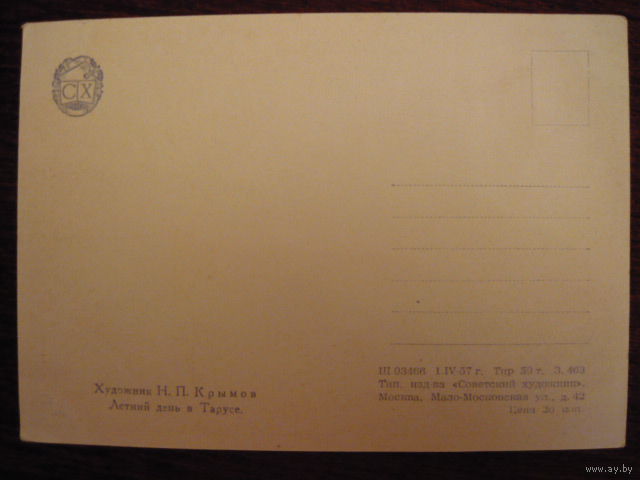 СХ
Художник Н. П. Крымов
Летний день в Тарусе.
Ш 03466 1.IV-57 г. Тир 50 т. З. 463
Тип. изд-ва «Советский художник».
Москва, Мало-Московская ул., д. 42
Цена 30 коп.
www.ay.by